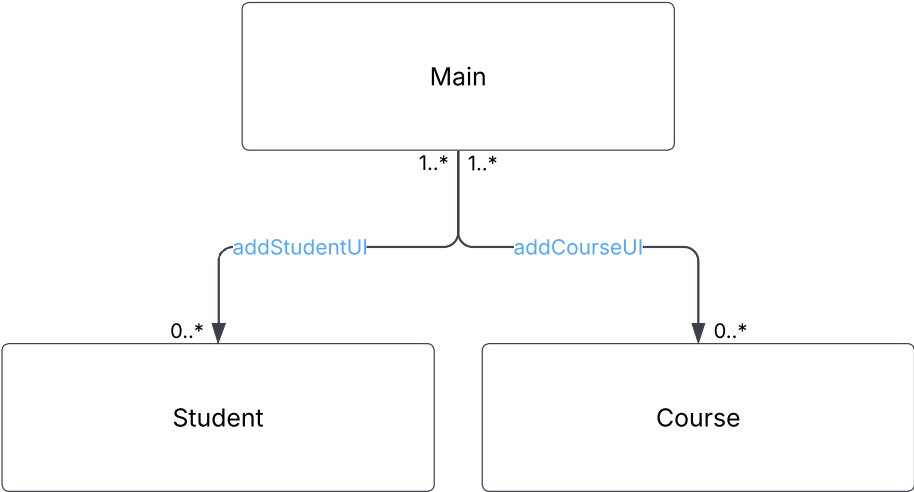 Main
1..* 1..*
addStudentUI addCourseUI
0..* 0..*
Student Course